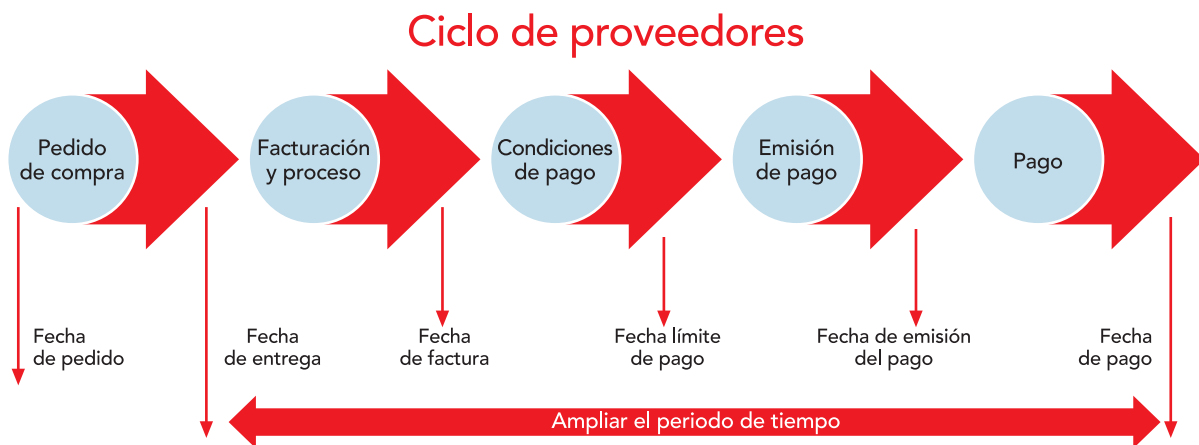 Ciclo de proveedores
Pedido
de compra
Facturación
y proceso
Condiciones
de pago
Emisión
de pago
Pago
Fecha
de pedido
Fecha
de entrega
Fecha
de factura
Fecha límite
de pago
Fecha de emisión
del pago
Fecha
de pago
Ampliar el periodo de tiempo